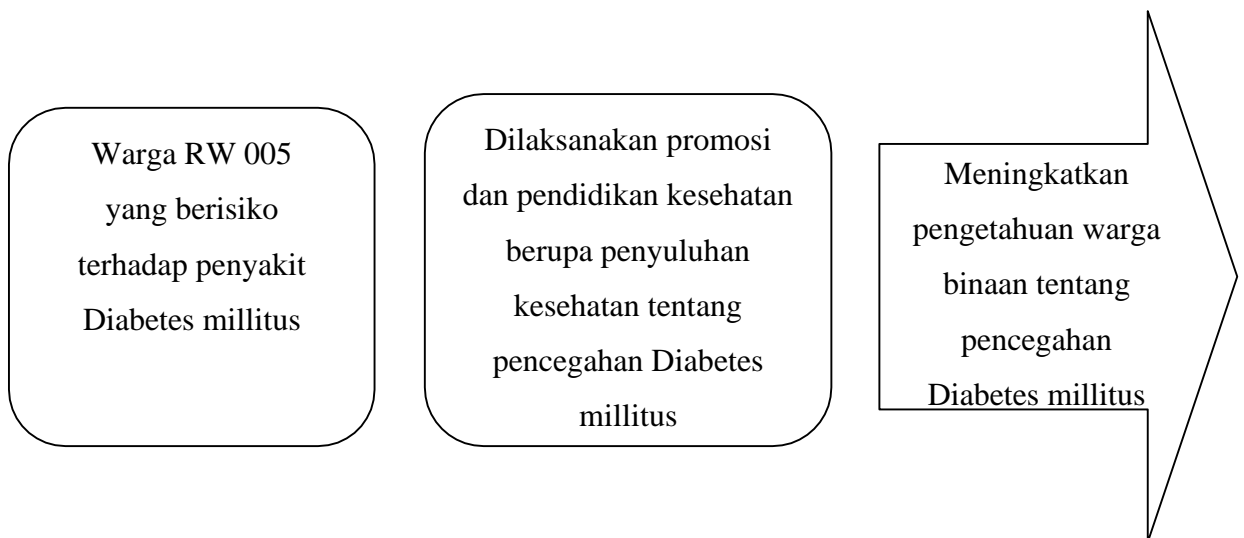 Warga RW 005
yang berisiko
terhadap penyakit
Diabetes millitus
Dilaksanakan promosi
dan pendidikan kesehatan
berupa penyuluhan
kesehatan tentang
pencegahan Diabetes
millitus
Meningkatkan
pengetahuan warga
binaan tentang
pencegahan
Diabetes millitus